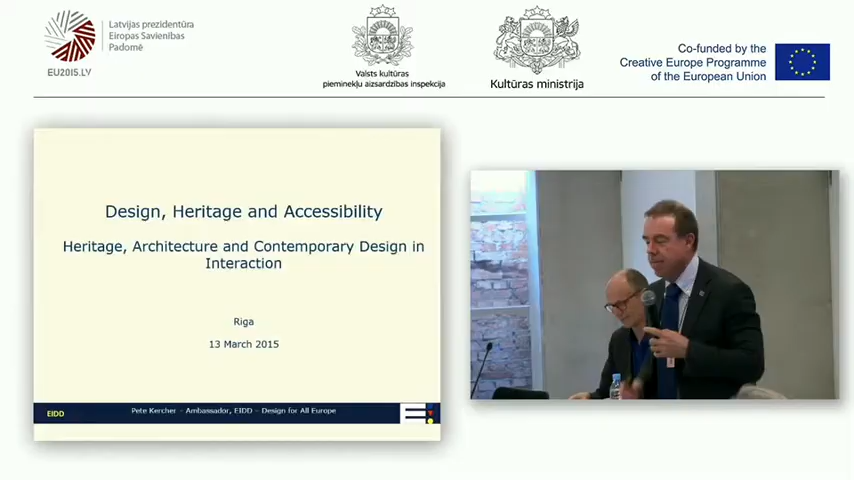 Latvijas prezidentūra
Eiropas Savienības
Padomē
EU2015.LV
Valsts kultūras
pieminekļu aizsardzības inspekcija
Kultūras ministrija
Co-funded by the
Creative Europe Programme
of the European Union
Design, Heritage and Accessibility
Heritage, Architecture and Contemporary Design in
Interaction
Riga
13 March 2015
EIDD
Pete Kercher – Ambassador, EIDD – Design for All Europe